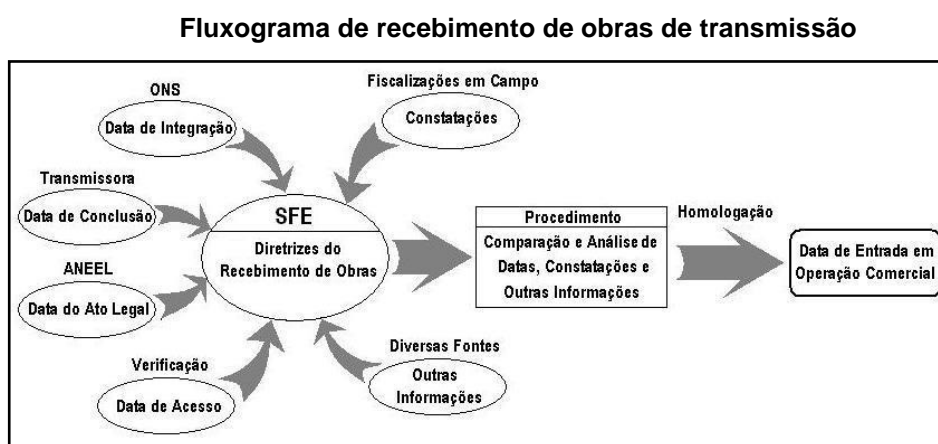 Fluxograma de recebimento de obras de transmissão
ONS
Data de Integração
Fiscalizações em Campo
Constatações
Transmissora
Data de Conclusão
SFE
Diretrizes do
Recebimento de Obras
ANEEL
Data do Ato Legal
Verificação
Data de Acesso
Diversas Fontes
Outras
Informações
Procedimento
Comparação e Análise de
Datas, Constatações e
Outras Informações
Homologação
Data de Entrada em
Operação Comercial